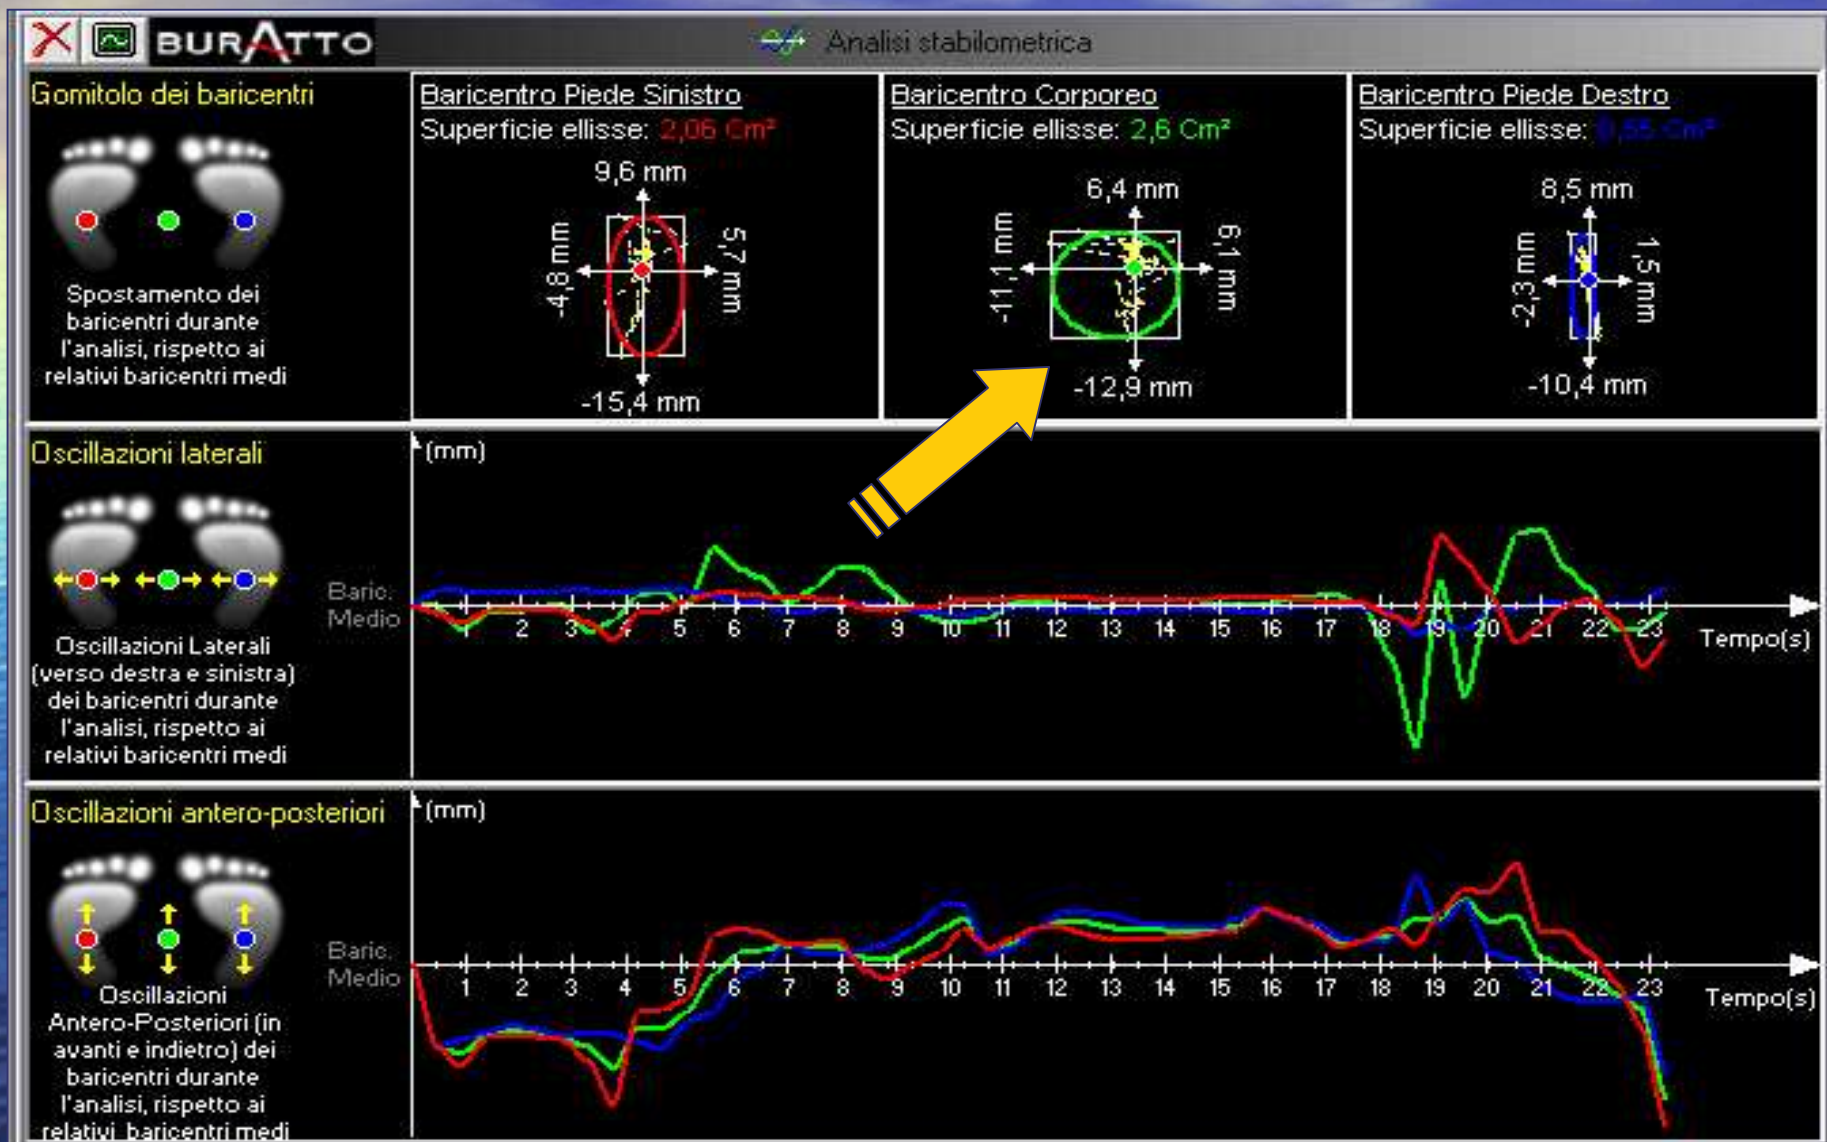 BURATTO
Analisi stabilometrica
Gomitolo dei baricentri
Spostamento dei
baricentri durante
l'analisi, rispetto ai
relativi baricentri medi
Baricentro Piede Sinistro
Superficie ellisse: 2,06 Cm²
9,6 mm
-4,8 mm
5,7 mm
-15,4 mm
Baricentro Corporeo
Superficie ellisse: 2,6 Cm²
6,4 mm
-11,1 mm
6,1 mm
-12,9 mm
Baricentro Piede Destro
Superficie ellisse: 0,55 Cm²
8,5 mm
-2,3 mm
1,5 mm
-10,4 mm
Oscillazioni laterali
Oscillazioni Laterali
(verso destra e sinistra)
dei baricentri durante
l'analisi, rispetto ai
relativi baricentri medi
(mm)
Baric.
Medio
1 2 3 4 5 6 7 8 9 10 11 12 13 14 15 16 17 18 19 20 21 22 23
Tempo(s)
Oscillazioni antero-posteriori
Oscillazioni
Antero-Posteriori (in
avanti e indietro) dei
baricentri durante
l'analisi, rispetto ai
relativi baricentri medi
(mm)
Baric.
Medio
1 2 3 4 5 6 7 8 9 10 11 12 13 14 15 16 17 18 19 20 21 22 23
Tempo(s)